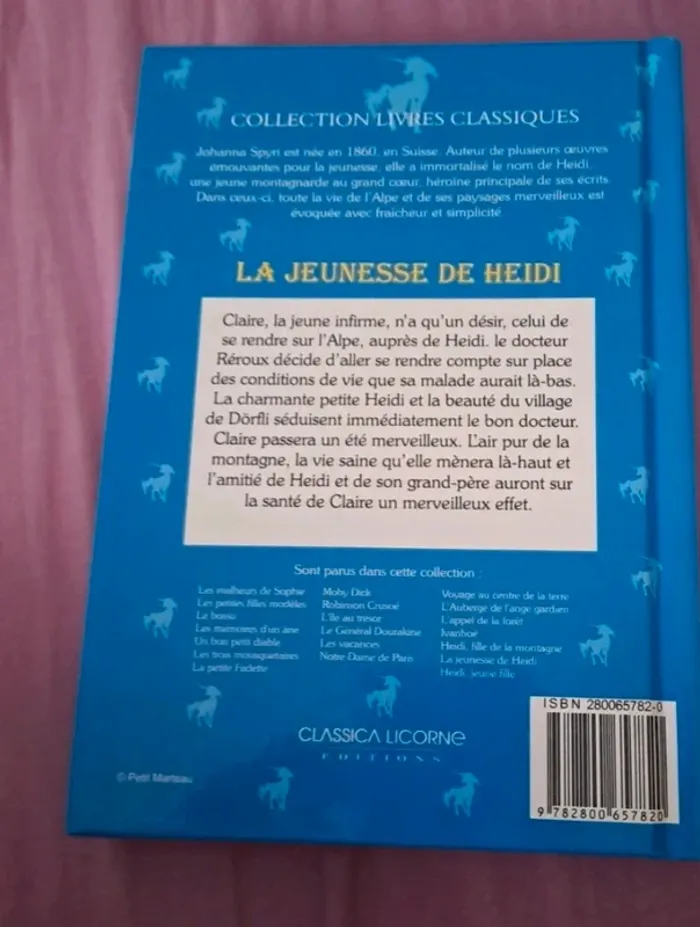 COLLECTION LIVRES CLASSIQUES
Johanna Spyri est née en 1860, en Suisse. Auteur de plusieurs œuvres
émouvantes pour la jeunesse, elle a immortalisé le nom de Heidi,
une jeune montagnarde au grand cœur, héroïne principale de ses écrits.
Dans ceux-ci, toute la vie de l'Alpe et de ses paysages merveilleux est
évoquée avec fraîcheur et simplicité
LA JEUNESSE DE HEIDI
Claire, la jeune infirme, n'a qu'un désir, celui de
se rendre sur l'Alpe, auprès de Heidi. le docteur
Réroux décide d'aller se rendre compte sur place
des conditions de vie que sa malade aurait là-bas.
La charmante petite Heidi et la beauté du village
de Dörfli séduisent immédiatement le bon docteur.
Claire passera un été merveilleux. L'air pur de la
montagne, la vie saine qu'elle mènera là-haut et
l'amitié de Heidi et de son grand-père auront sur
la santé de Claire un merveilleux effet.
Sont parus dans cette collection :
Les malheurs de Sophie
Les petites filles modèles
Le bossu
Les mémoires d'un âne
Un bon petit diable
Les trois mousquetaires
La petite Fadette
Moby Dick
Robinson Crusoé
L'île au trésor
Le Général Dourakine
Les vacances
Notre-Dame de Paris
Voyage au centre de la terre
L'Auberge de l'ange gardien
L'appel de la forêt
Ivanhoé
Heidi, fille de la montagne
La jeunesse de Heidi
Heidi, jeune fille
ISBN 280065782-0
9 782800 657820
CLASSICA LICORNE
EDITIONS
© Petit Marteau